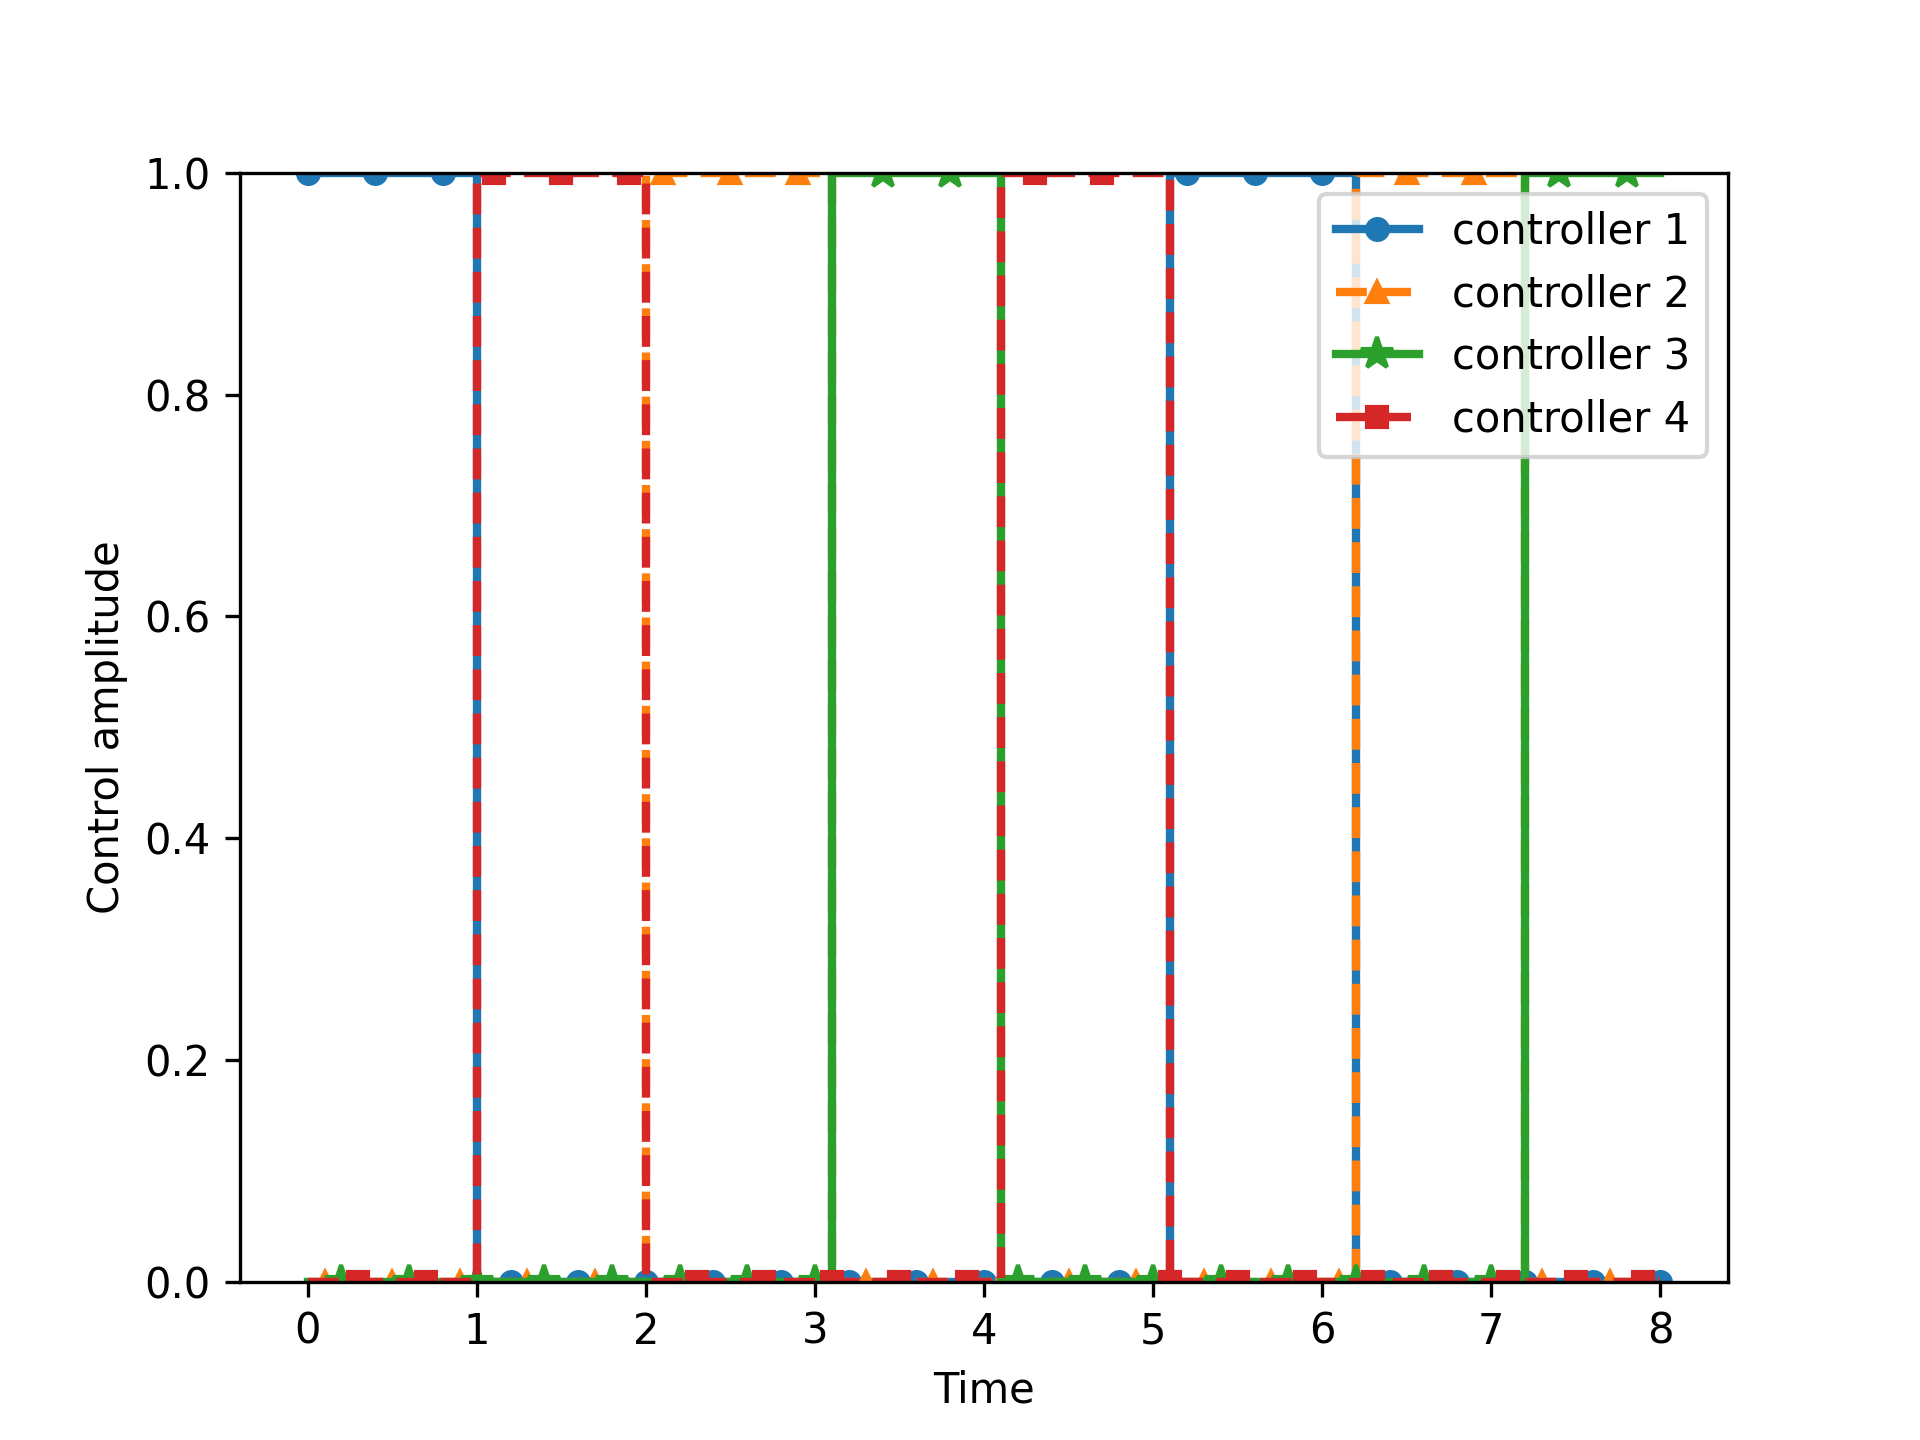 1.0
0.8
0.6
0.4
0.2
0.0
Control amplitude
controller 1
controller 2
controller 3
controller 4
0 1 2 3 4 5 6 7 8
Time